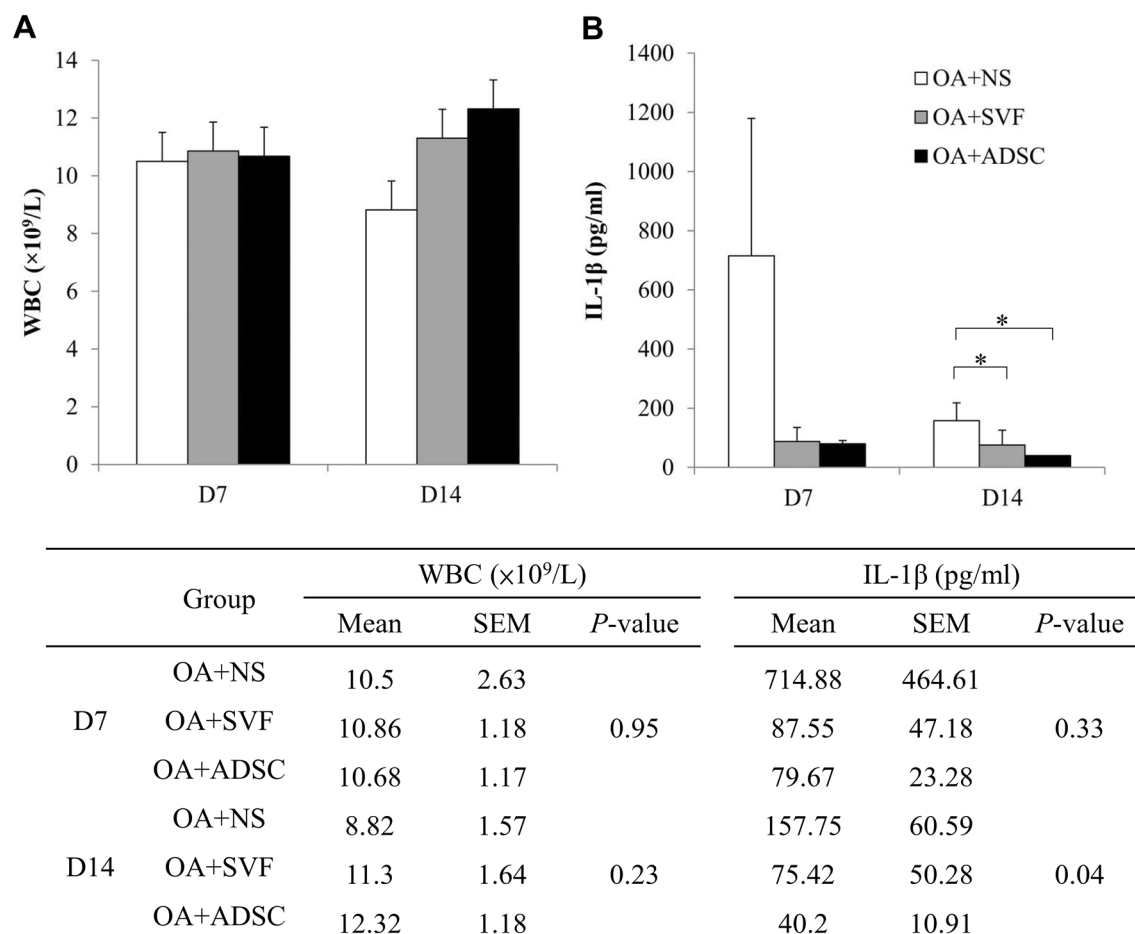 A
14
12
10
8
6
4
2
0
WBC (×10⁹/L)
D7 D14
B
1400
1200
1000
800
600
400
200
0
IL-1β (pg/ml)
OA+NS
OA+SVF
OA+ADSC
*
*
D7 D14
Group WBC (×10⁹/L) IL-1β (pg/ml)
Mean SEM P-value Mean SEM P-value
OA+NS 10.5 2.63 714.88 464.61
D7 OA+SVF 10.86 1.18 0.95 87.55 47.18 0.33
OA+ADSC 10.68 1.17 79.67 23.28
OA+NS 8.82 1.57 157.75 60.59
D14 OA+SVF 11.3 1.64 0.23 75.42 50.28 0.04
OA+ADSC 12.32 1.18 40.2 10.91